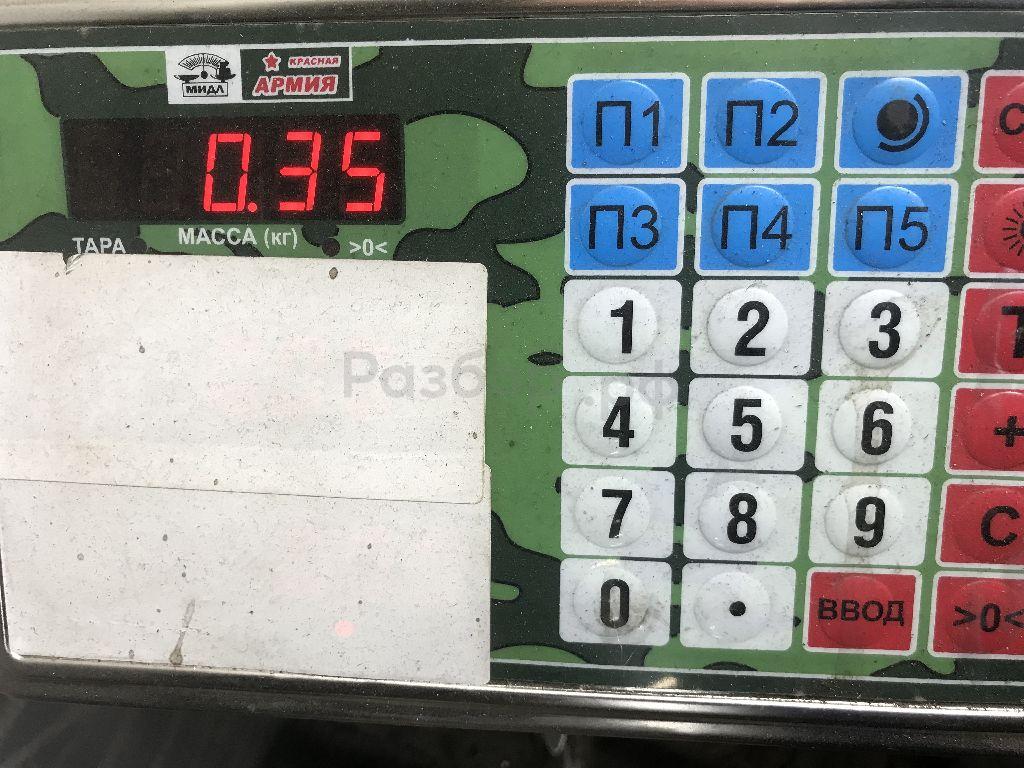 МИДЛ
КРАСНАЯ
АРМИЯ
0.35
ТАРА
МАССА (кг)
>0<
П1 П2 С
П3 П4 П5
1 2 3 Т
4 5 6 +
7 8 9 С
0 . ВВОД >0<